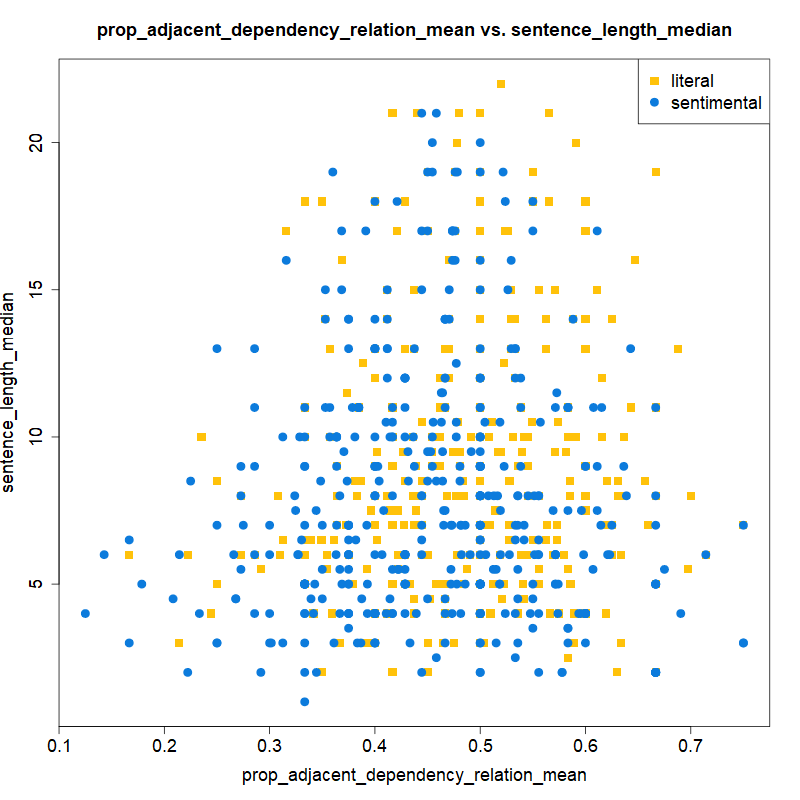 prop_adjacent_dependency_relation_mean vs. sentence_length_median
literal
sentimental
sentence_length_median
20
15
10
5
0.1 0.2 0.3 0.4 0.5 0.6 0.7
prop_adjacent_dependency_relation_mean